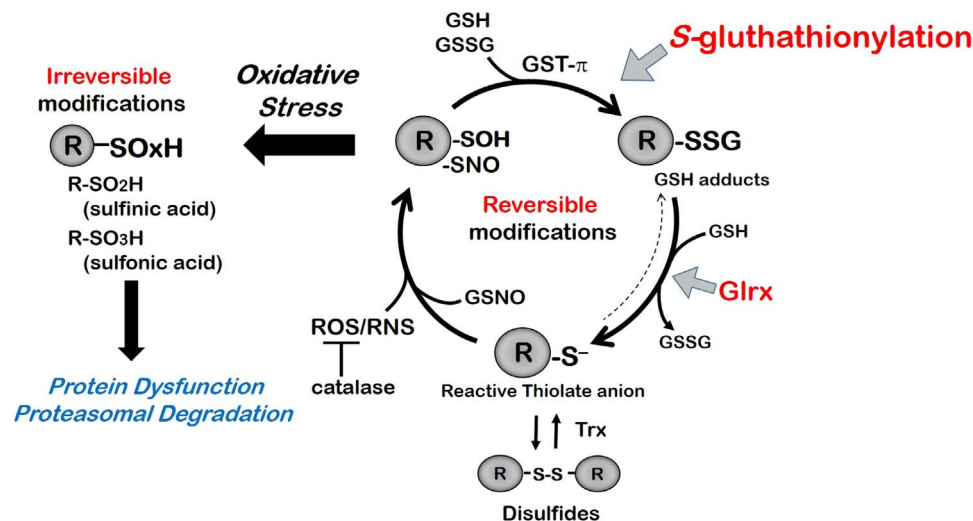 GSH
GSSG
GST-π
S-gluthathionylation
Irreversible
modifications
Oxidative
Stress
R-SOxH
R-SOH
-SNO
R-SSG
GSH adducts
R-SO2H
(sulfinic acid)
R-SO3H
(sulfonic acid)
Reversible
modifications
GSH
Glrx
GSSG
GSNO
ROS/RNS
catalase
R-S–
Reactive Thiolate anion
Protein Dysfunction
Proteasomal Degradation
Trx
R-S-S-R
Disulfides